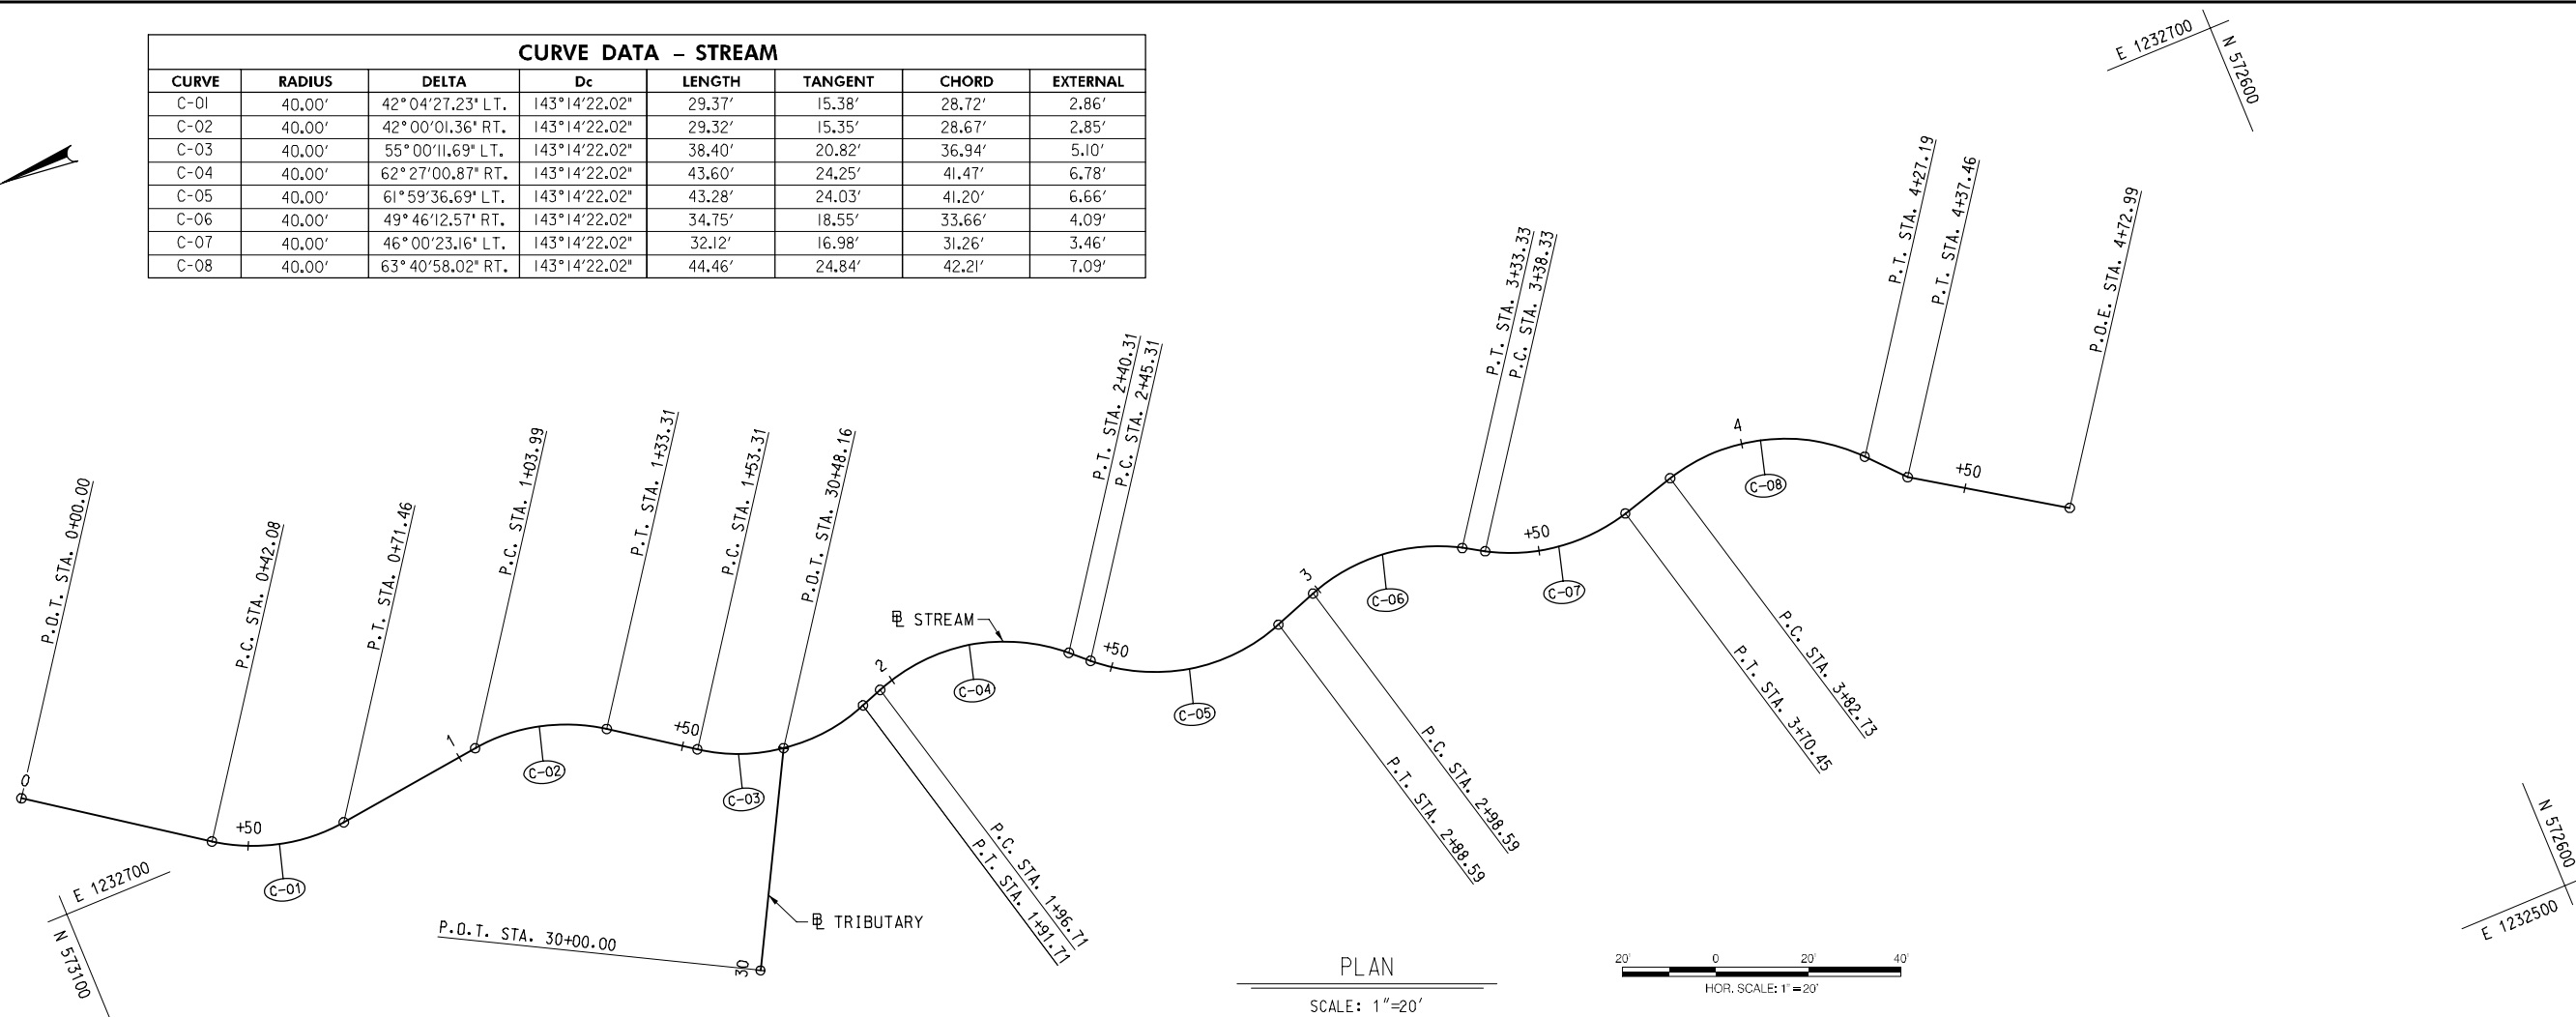 CURVE DATA – STREAM
CURVE RADIUS DELTA Dc LENGTH TANGENT CHORD EXTERNAL
C-01 40.00' 42°04'27.23" LT. 143°14'22.02" 29.37' 15.38' 28.72' 2.86'
C-02 40.00' 42°00'01.36" RT. 143°14'22.02" 29.32' 15.35' 28.67' 2.85'
C-03 40.00' 55°00'11.69" LT. 143°14'22.02" 38.40' 20.82' 36.94' 5.10'
C-04 40.00' 62°27'00.87" RT. 143°14'22.02" 43.60' 24.25' 41.47' 6.78'
C-05 40.00' 61°59'36.69" LT. 143°14'22.02" 43.28' 24.03' 41.20' 6.66'
C-06 40.00' 49°46'12.57" RT. 143°14'22.02" 34.75' 18.55' 33.66' 4.09'
C-07 40.00' 46°00'23.16" LT. 143°14'22.02" 32.12' 16.98' 31.26' 3.46'
C-08 40.00' 63°40'58.02" RT. 143°14'22.02" 44.46' 24.84' 42.21' 7.09'
E 1232700
N 572600
P.O.T. STA. 0+00.00
P.C. STA. 0+42.08
P.T. STA. 0+71.46
P.C. STA. 1+03.99
P.T. STA. 1+33.31
P.C. STA. 1+53.31
P.O.T. STA. 30+48.16
P.T. STA. 2+40.31
P.C. STA. 2+45.31
P.T. STA. 3+33.33
P.C. STA. 3+38.33
P.T. STA. 4+27.19
P.T. STA. 4+37.46
P.O.E. STA. 4+72.99
0
+50
C-01
1
C-02
+50
C-03
2
C-04
BL STREAM
+50
C-05
3
C-06
+50
C-07
4
C-08
+50
P.C. STA. 1+96.71
P.T. STA. 1+91.71
P.C. STA. 2+98.59
P.T. STA. 2+88.59
P.C. STA. 3+82.73
P.T. STA. 3+70.45
E 1232700
N 573100
P.O.T. STA. 30+00.00
30
BL TRIBUTARY
N 572600
E 1232500
PLAN
SCALE: 1"=20'
20' 0 20' 40'
HOR. SCALE: 1"=20'